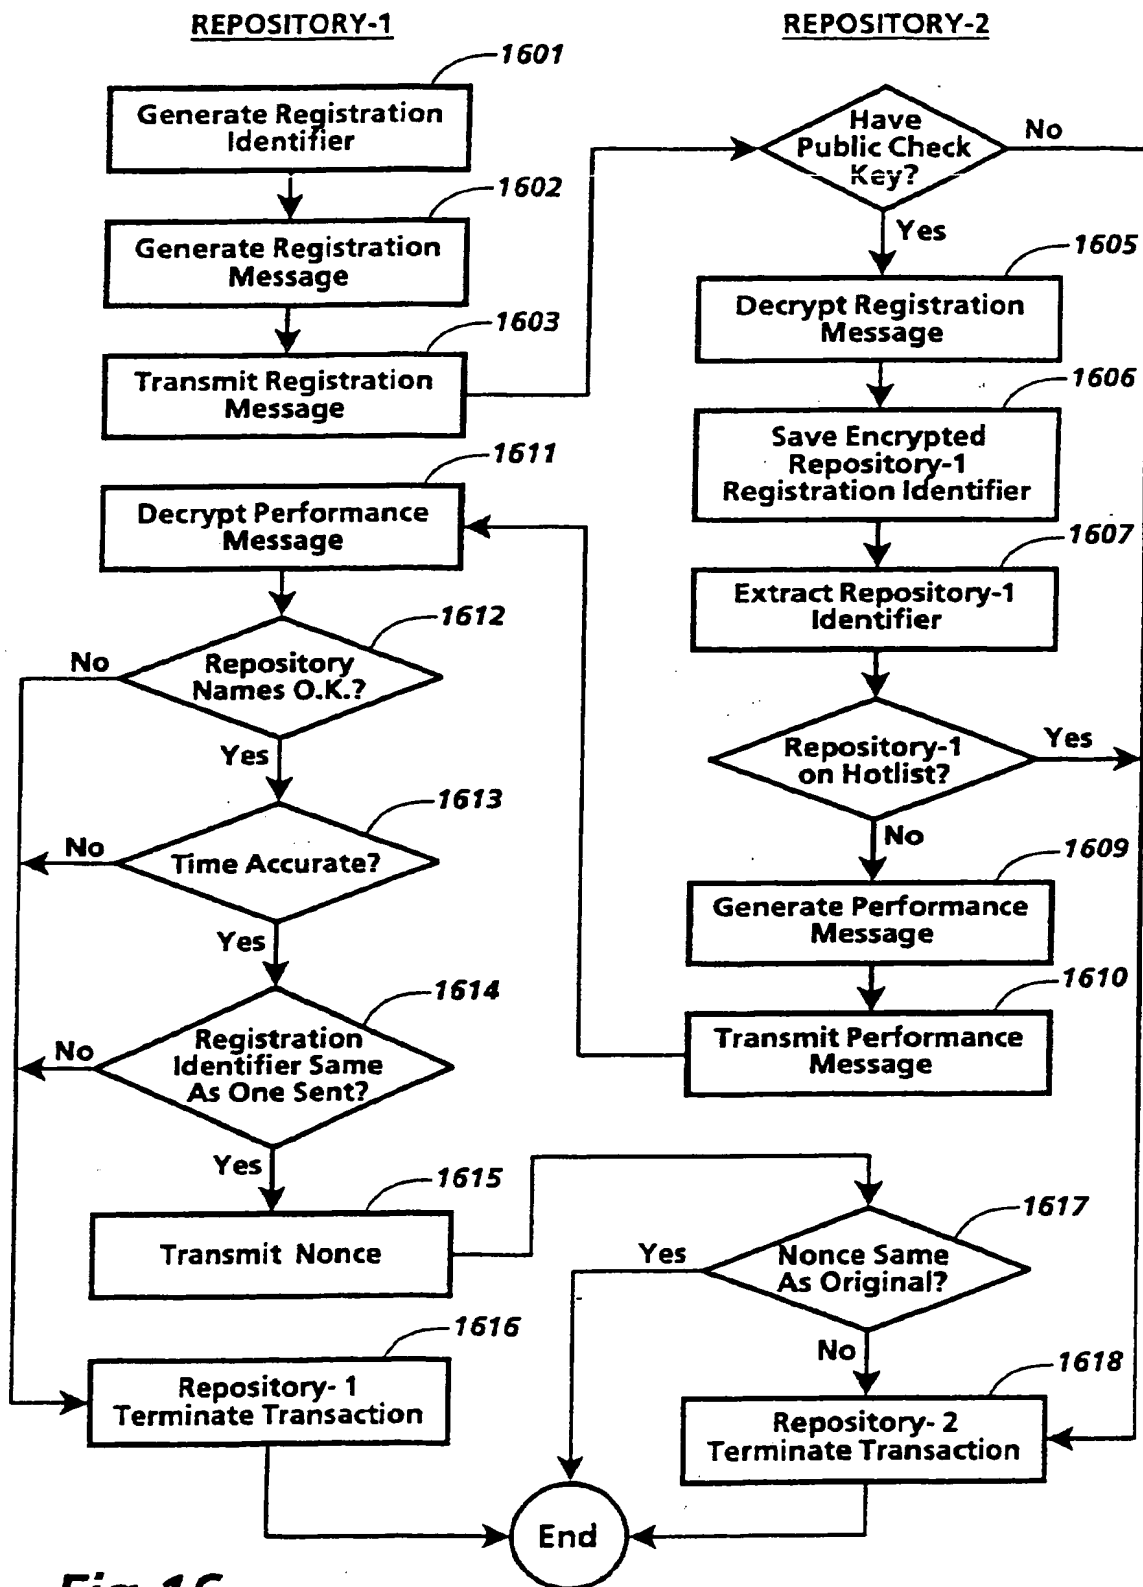 REPOSITORY-1
1601
Generate Registration
Identifier
1602
Generate Registration
Message
1603
Transmit Registration
Message
1611
Decrypt Performance
Message
1612
Repository
Names O.K.?
No
Yes
1613
Time Accurate?
No
Yes
1614
Registration
Identifier Same
As One Sent?
No
Yes
1615
Transmit Nonce
1616
Repository- 1
Terminate Transaction
REPOSITORY-2
Have
Public Check
Key?
No
Yes
1605
Decrypt Registration
Message
1606
Save Encrypted
Repository-1
Registration Identifier
1607
Extract Repository-1
Identifier
Repository-1
on Hotlist?
Yes
No
1609
Generate Performance
Message
1610
Transmit Performance
Message
1617
Nonce Same
As Original?
Yes
No
1618
Repository- 2
Terminate Transaction
End